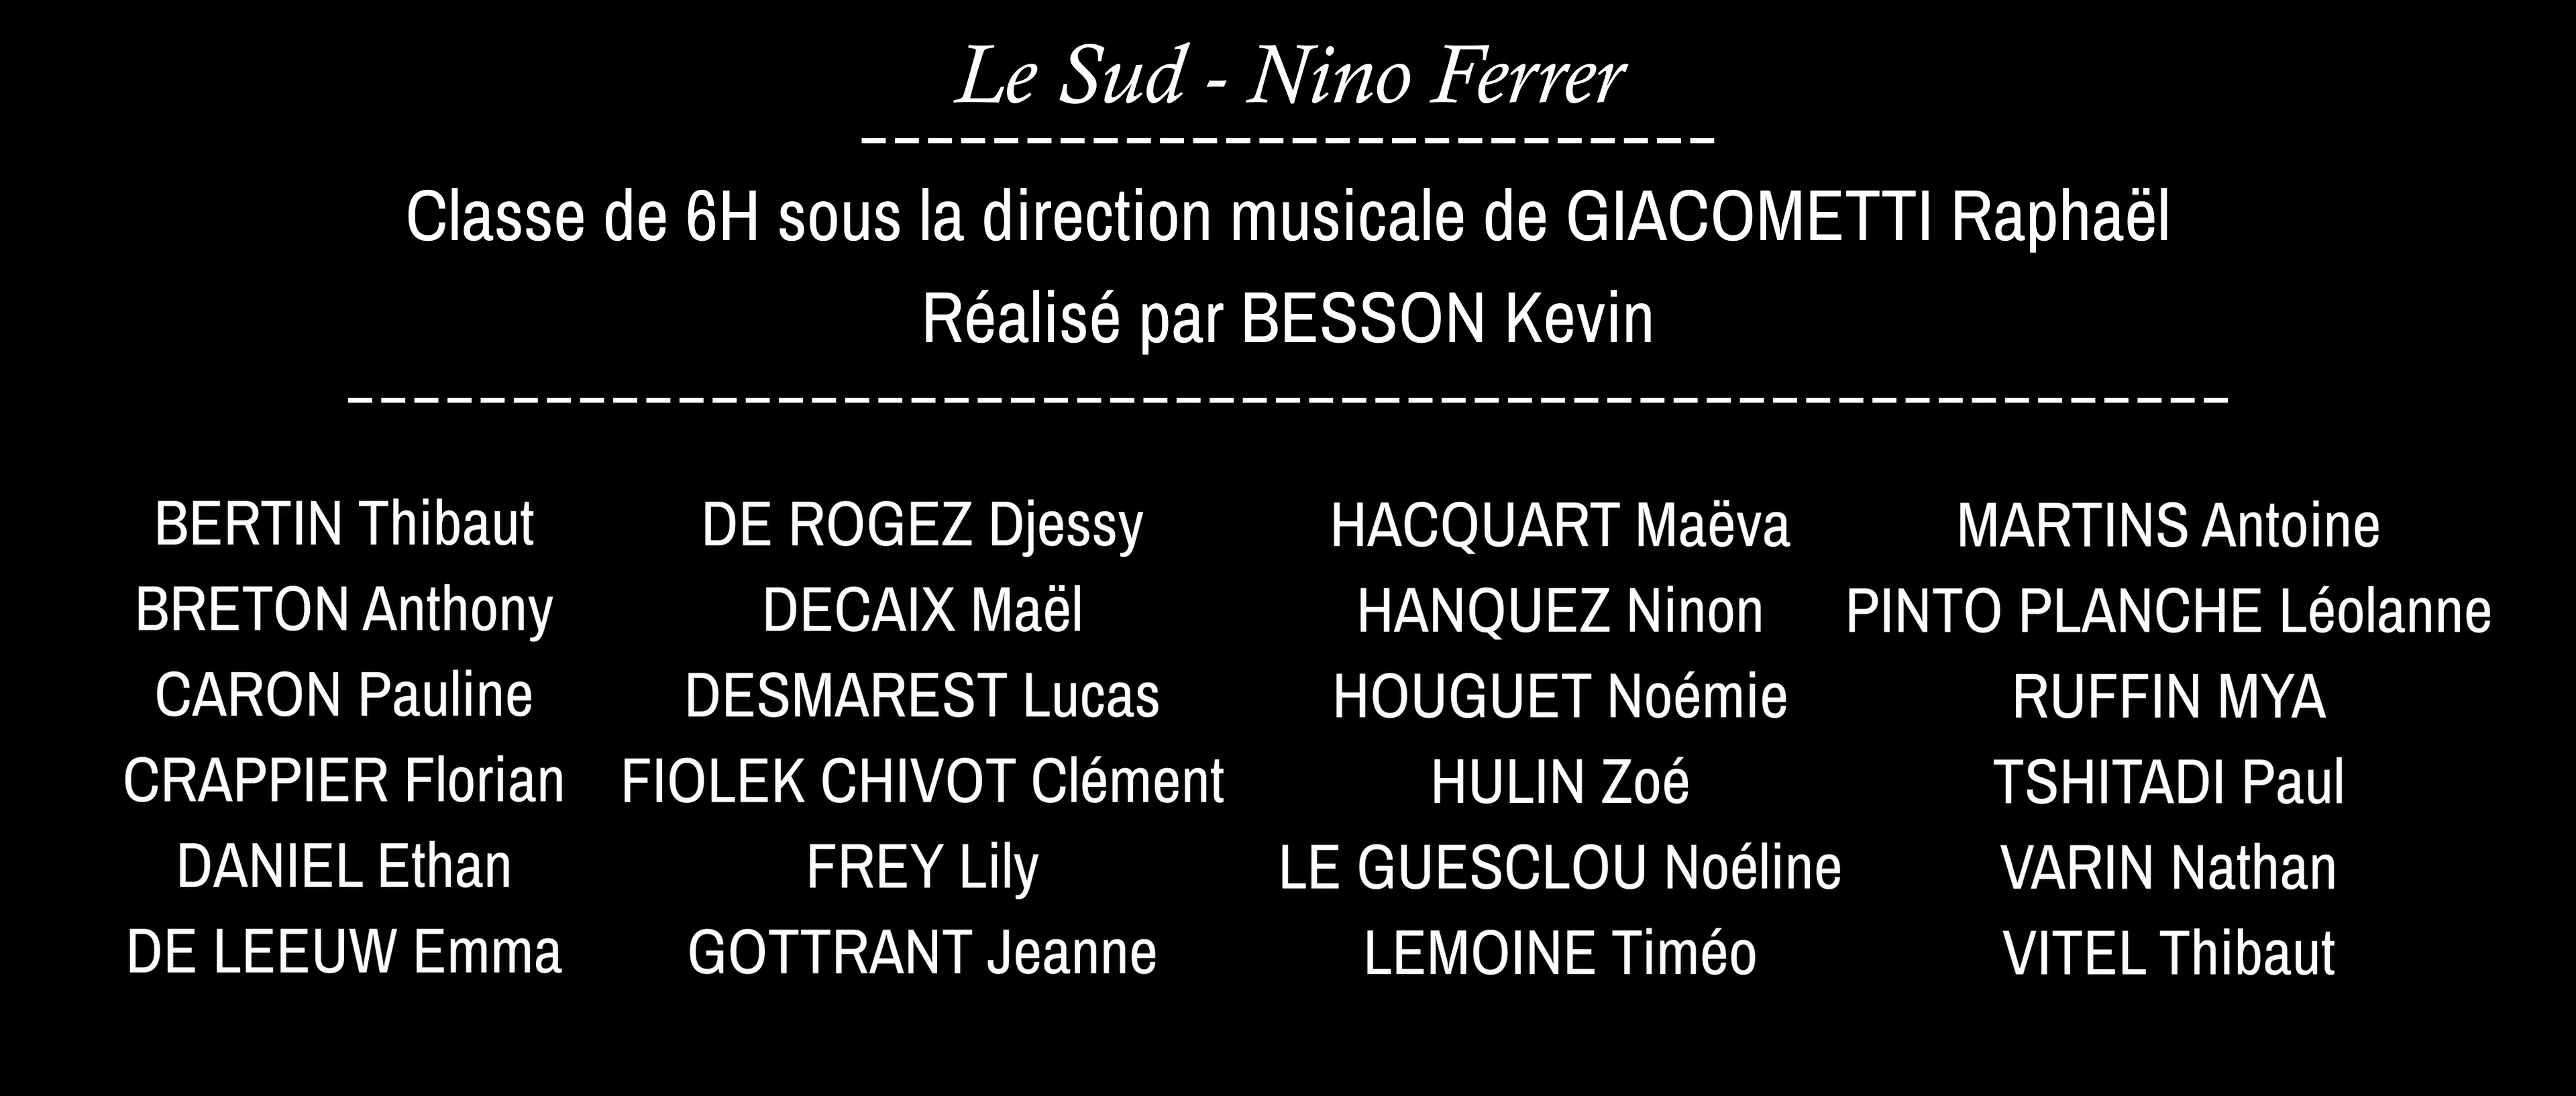 Le Sud - Nino Ferrer
Classe de 6H sous la direction musicale de GIACOMETTI Raphaël
Réalisé par BESSON Kevin
BERTIN Thibaut
BRETON Anthony
CARON Pauline
CRAPPIER Florian
DANIEL Ethan
DE LEEUW Emma
DE ROGEZ Djessy
DECAIX Maël
DESMAREST Lucas
FIOLEK CHIVOT Clément
FREY Lily
GOTTRANT Jeanne
HACQUART Maëva
HANQUEZ Ninon
HOUGUET Noémie
HULIN Zoé
LE GUESCLOU Noéline
LEMOINE Timéo
MARTINS Antoine
PINTO PLANCHE Léolanne
RUFFIN MYA
TSHITADI Paul
VARIN Nathan
VITEL Thibaut